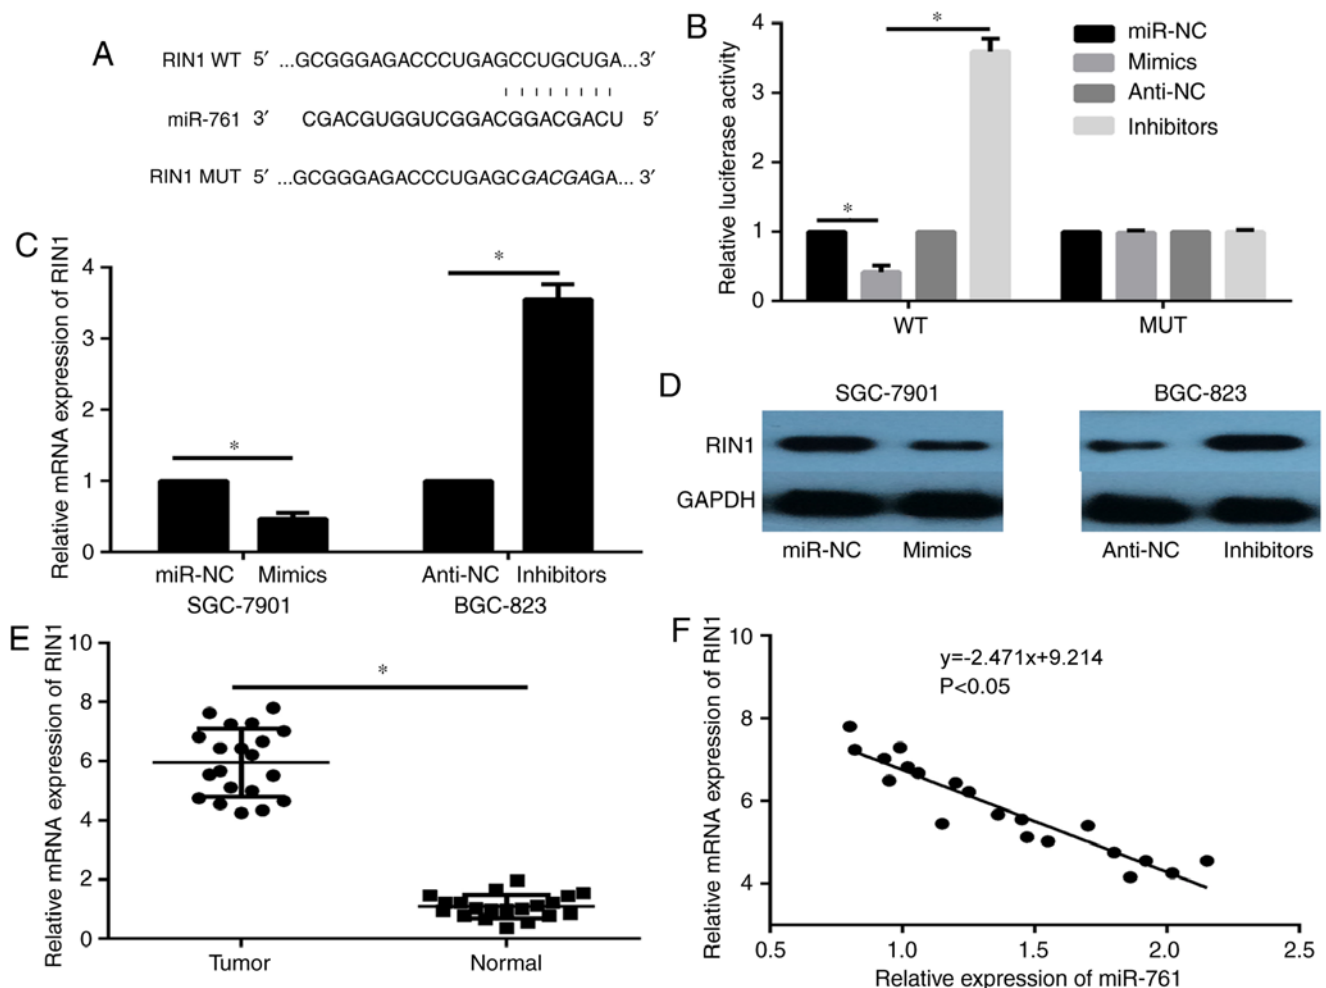 A
RIN1 WT 5′ ...GCGGGAGACCCUGAGCCUGCUGA...3′
miR-761 3′ CGACGUGGUCGGACGGACGACU 5′
RIN1 MUT 5′ ...GCGGGAGACCCUGAGCGACGAGA... 3′
B
Relative luciferase activity
4
3
2
1
0
*
*
miR-NC
Mimics
Anti-NC
Inhibitors
WT MUT
C
Relative mRNA expression of RIN1
4
3
2
1
0
*
*
miR-NC Mimics Anti-NC Inhibitors
SGC-7901 BGC-823
D
SGC-7901 BGC-823
RIN1
GAPDH
miR-NC Mimics Anti-NC Inhibitors
E
Relative mRNA expression of RIN1
10
8
6
4
2
0
*
Tumor Normal
F
Relative mRNA expression of RIN1
10
8
6
4
y=-2.471x+9.214
P<0.05
0.5 1.0 1.5 2.0 2.5
Relative expression of miR-761